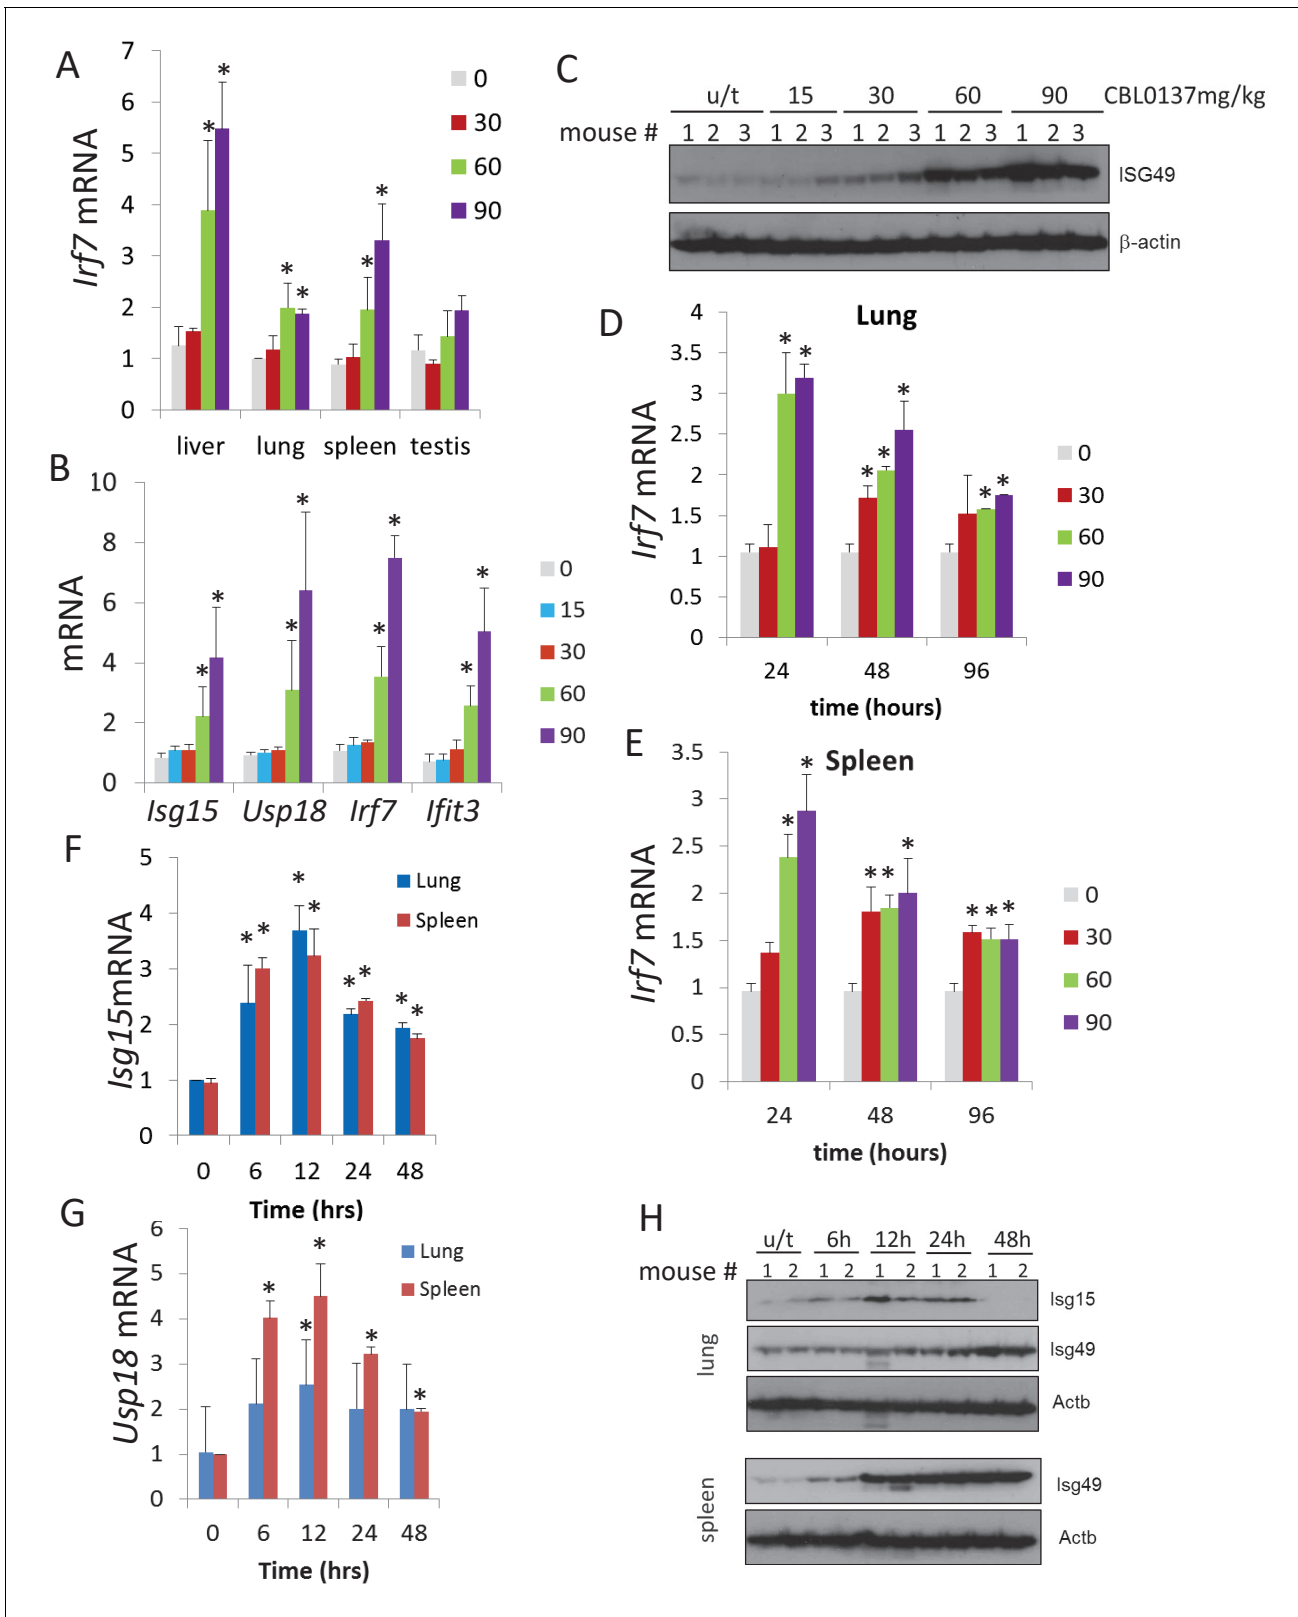 A
Irf7 mRNA
7
6
5
4
3
2
1
0
* * * * * *
liver lung spleen testis
0
30
60
90
B
mRNA
10
8
6
4
2
0
* * * * * * * *
Isg15 Usp18 Irf7 Ifit3
0
15
30
60
90
C
u/t 15 30 60 90 CBL0137mg/kg
mouse # 1 2 3 1 2 3 1 2 3 1 2 3 1 2 3
ISG49
β-actin
D
Lung
Irf7 mRNA
4
3.5
3
2.5
2
1.5
1
0.5
0
* * * * * * *
24 48 96
time (hours)
0
30
60
90
E
Spleen
Irf7 mRNA
3.5
3
2.5
2
1.5
1
0.5
0
* * * * * * * *
24 48 96
time (hours)
0
30
60
90
F
Isg15mRNA
5
4
3
2
1
0
* * * * * * * *
Lung
Spleen
0 6 12 24 48
Time (hrs)
G
Usp18 mRNA
6
5
4
3
2
1
0
* * * * *
Lung
Spleen
0 6 12 24 48
Time (hrs)
H
u/t 6h 12h 24h 48h
mouse # 1 2 1 2 1 2 1 2 1 2
lung
Isg15
Isg49
Actb
spleen
Isg49
Actb